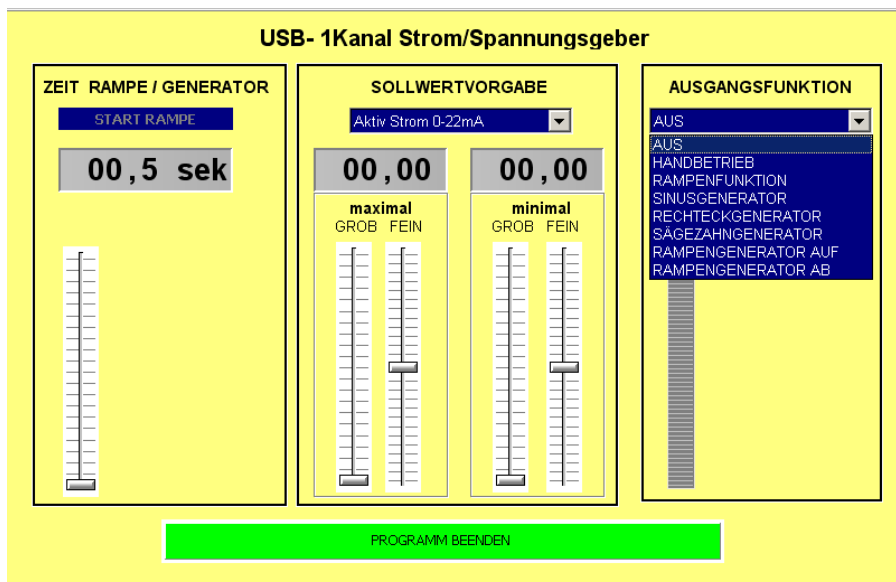 USB- 1Kanal Strom/Spannungsgeber
ZEIT RAMPE / GENERATOR
START RAMPE
00,5 sek
SOLLWERTVORGABE
Aktiv Strom 0-22mA
00,00
00,00
maximal
GROB FEIN
minimal
GROB FEIN
AUSGANGSFUNKTION
AUS
AUS
HANDBETRIEB
RAMPENFUNKTION
SINUSGENERATOR
RECHTECKGENERATOR
SÄGEZAHNGENERATOR
RAMPENGENERATOR AUF
RAMPENGENERATOR AB
PROGRAMM BEENDEN